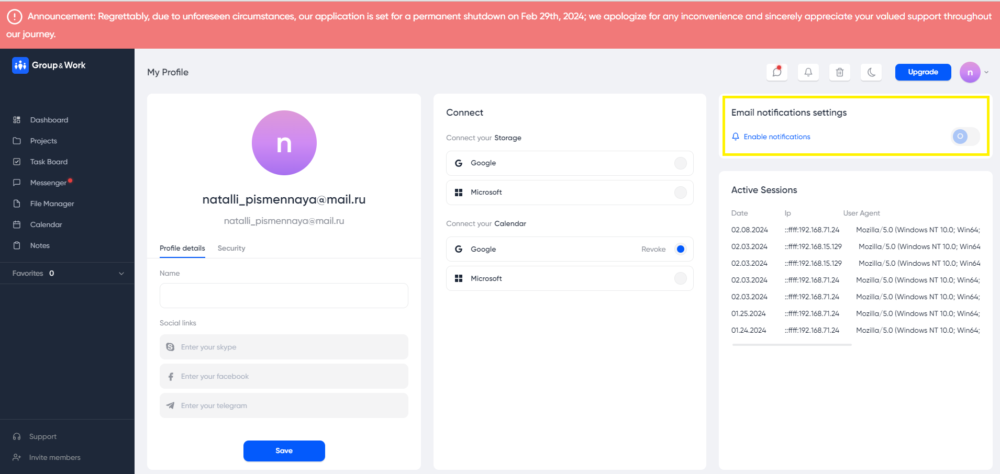 Announcement: Regrettably, due to unforeseen circumstances, our application is set for a permanent shutdown on Feb 29th, 2024; we apologize for any inconvenience and sincerely appreciate your valued support throughout
our journey.
Group&Work
Dashboard
Projects
Task Board
Messenger
File Manager
Calendar
Notes
Favorites 0
Support
Invite members
My Profile
Upgrade
n
n
natalli_pismennaya@mail.ru
natalli_pismennaya@mail.ru
Profile details Security
Name
Social links
Enter your skype
Enter your facebook
Enter your telegram
Save
Connect
Connect your Storage
Google
Microsoft
Connect your Calendar
Google Revoke
Microsoft
Email notifications settings
Enable notifications
Active Sessions
Date Ip User Agent
02.08.2024 ::ffff:192.168.71.24 Mozilla/5.0 (Windows NT 10.0; Win64;
02.03.2024 ::ffff:192.168.15.129 Mozilla/5.0 (Windows NT 10.0; Win64
02.03.2024 ::ffff:192.168.15.129 Mozilla/5.0 (Windows NT 10.0; Win64
02.03.2024 ::ffff:192.168.71.24 Mozilla/5.0 (Windows NT 10.0; Win64;
02.03.2024 ::ffff:192.168.71.24 Mozilla/5.0 (Windows NT 10.0; Win64;
01.25.2024 ::ffff:192.168.71.24 Mozilla/5.0 (Windows NT 10.0; Win64;
01.24.2024 ::ffff:192.168.71.24 Mozilla/5.0 (Windows NT 10.0; Win64;